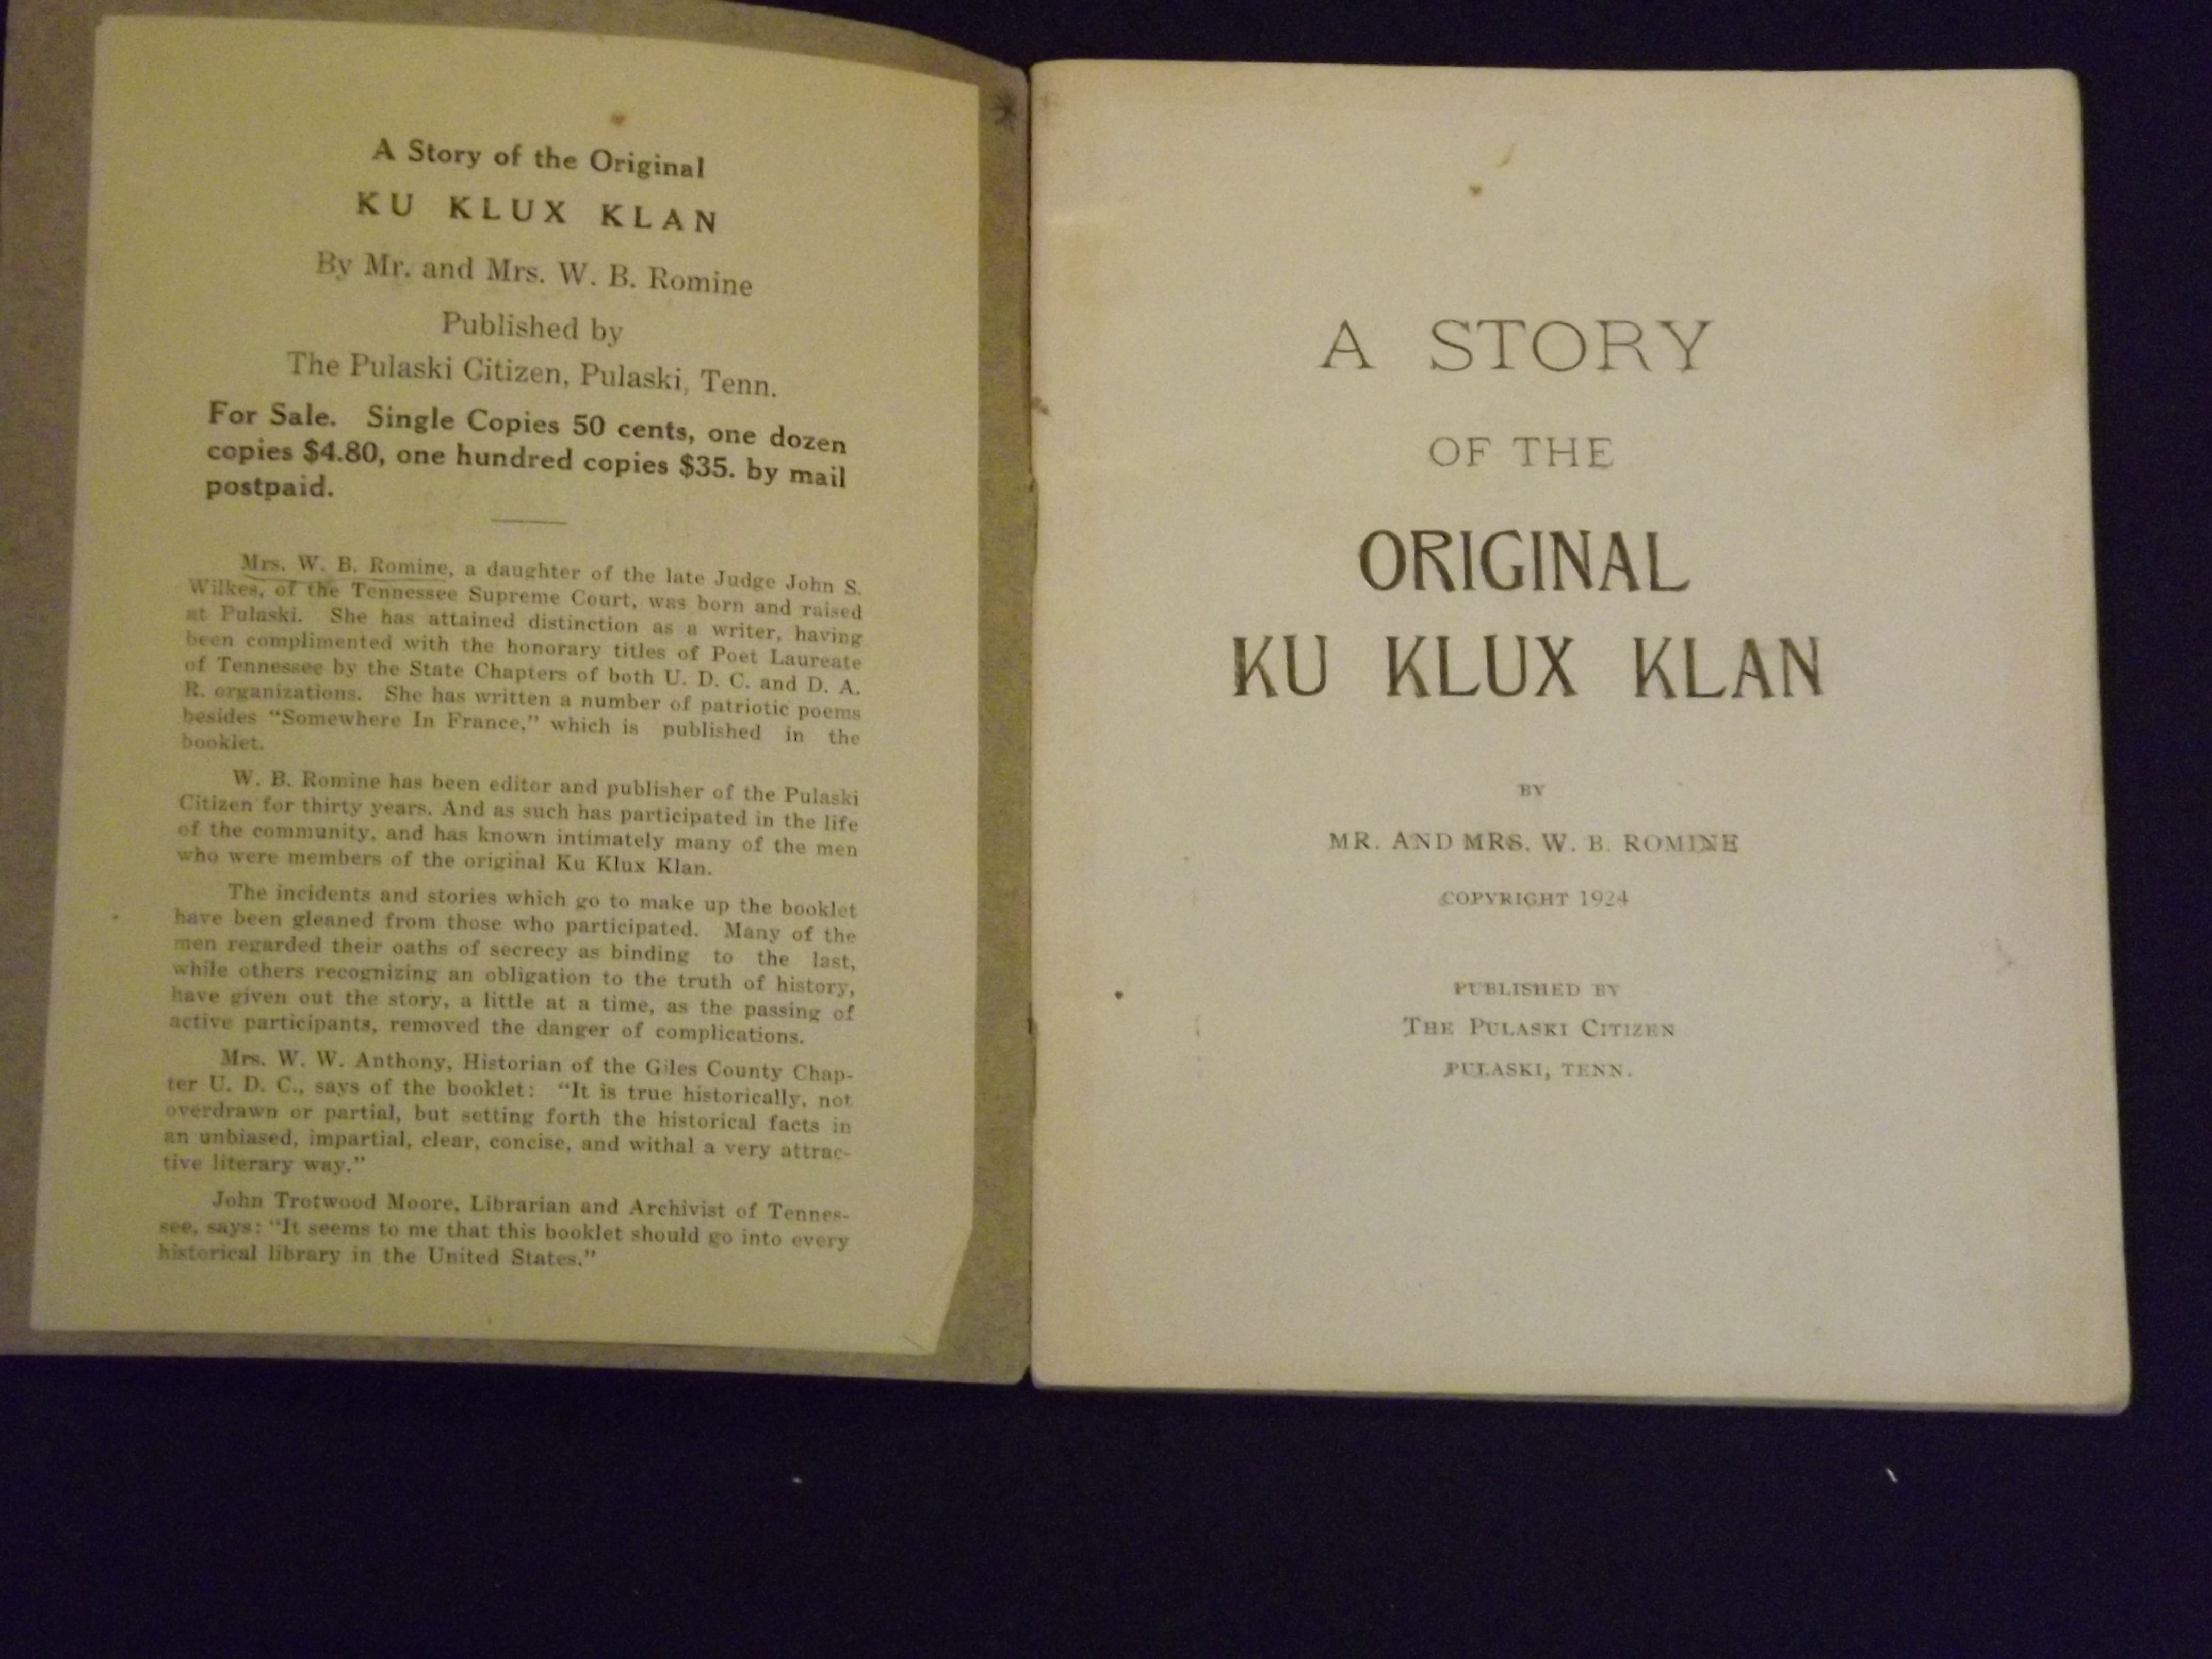 A Story of the Original
KU KLUX KLAN
By Mr. and Mrs. W. B. Romine
Published by
The Pulaski Citizen, Pulaski, Tenn.
For Sale. Single Copies 50 cents, one dozen
copies $4.80, one hundred copies $35. by mail
postpaid.
Mrs. W. B. Romine, a daughter of the late Judge John S.
Wilkes, of the Tennessee Supreme Court, was born and raised
at Pulaski. She has attained distinction as a writer, having
been complimented with the honorary titles of Poet Laureate
of Tennessee by the State Chapters of both U. D. C. and D. A.
R. organizations. She has written a number of patriotic poems
besides "Somewhere In France," which is published in the
booklet.
W. B. Romine has been editor and publisher of the Pulaski
Citizen for thirty years. And as such has participated in the life
of the community, and has known intimately many of the men
who were members of the original Ku Klux Klan.
The incidents and stories which go to make up the booklet
have been gleaned from those who participated. Many of the
men regarded their oaths of secrecy as binding to the last,
while others recognizing an obligation to the truth of history,
have given out the story, a little at a time, as the passing of
active participants, removed the danger of complications.
Mrs. W. W. Anthony, Historian of the Giles County Chap-
ter U. D. C., says of the booklet: "It is true historically, not
overdrawn or partial, but setting forth the historical facts in
an unbiased, impartial, clear, concise, and withal a very attrac-
tive literary way."
John Trotwood Moore, Librarian and Archivist of Tennes-
see, says: "It seems to me that this booklet should go into every
historical library in the United States."
A STORY
OF THE
ORIGINAL
KU KLUX KLAN
BY
MR. AND MRS. W. B. ROMINE
COPYRIGHT 1924
PUBLISHED BY
THE PULASKI CITIZEN
PULASKI, TENN.